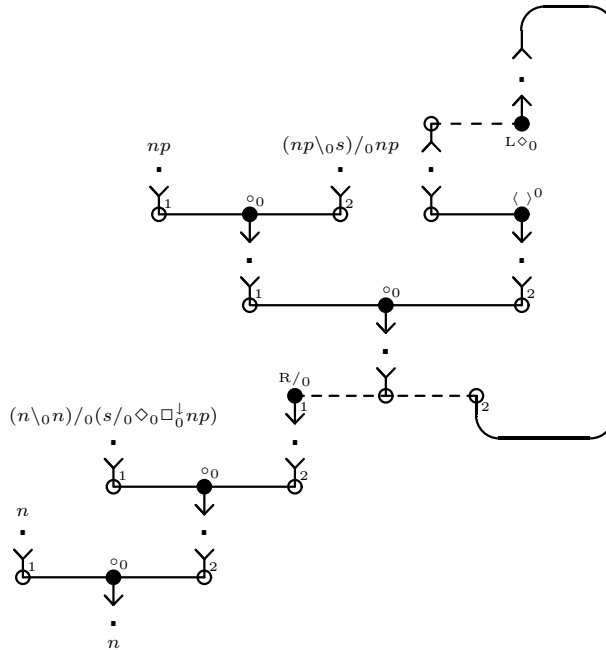 L◇₀
np (np\₀s)/₀np
⟨ ⟩⁰
1 ∘₀ 2
1 ∘₀ 2
R/₀
1 2
(n\₀n)/₀(s/₀◇₀□₀↓np)
1 ∘₀ 2
n
1 ∘₀ 2
n